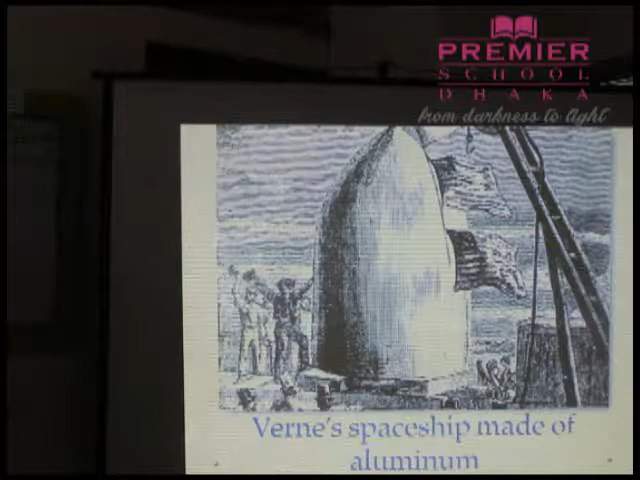 PREMIER
SCHOOL
DHAKA
from darkness to light
Verne's spaceship made of
aluminum